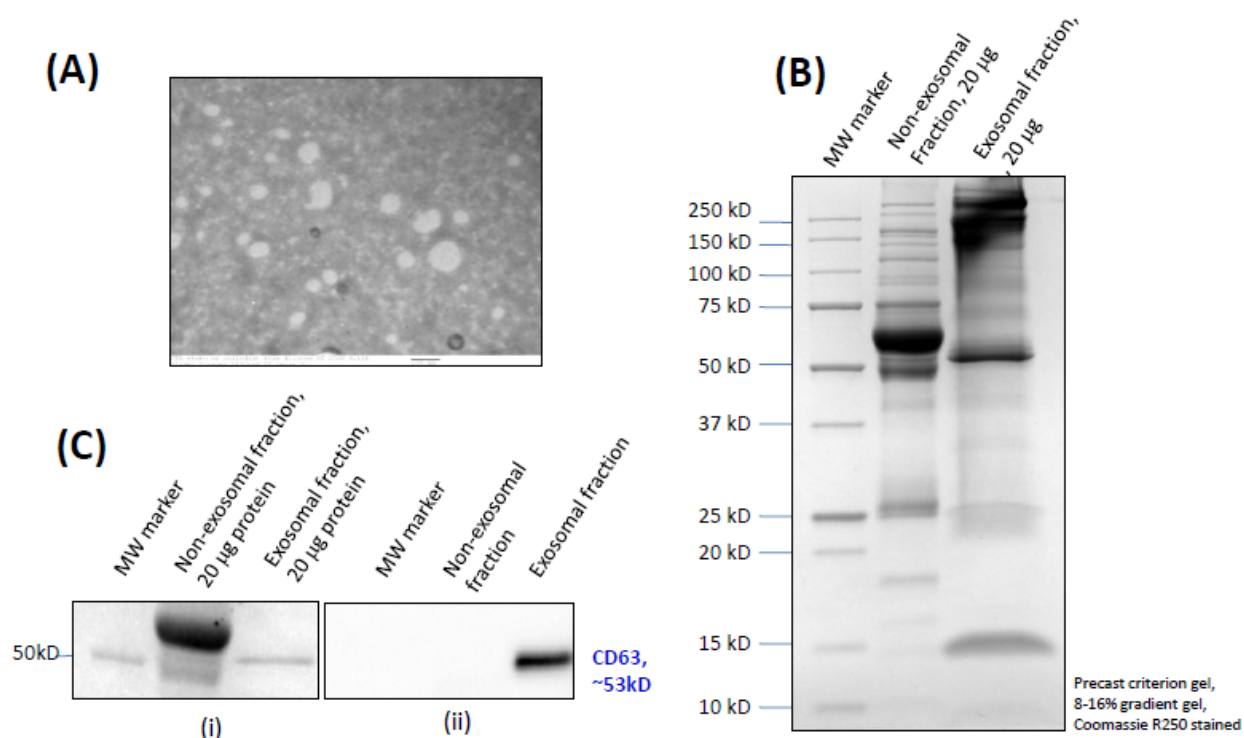 (A)
(B)
MW marker
Non-exosomal
Fraction, 20 µg
Exosomal fraction,
, 20 µg
250 kD
150 kD
100 kD
75 kD
50 kD
37 kD
25 kD
20 kD
15 kD
10 kD
Precast criterion gel,
8-16% gradient gel,
Coomassie R250 stained
(C)
MW marker
Non-exosomal fraction,
20 µg protein
Exosomal fraction,
20 µg protein
MW marker
Non-exosomal
fraction
Exosomal fraction
50kD
CD63,
~53kD
(i)
(ii)